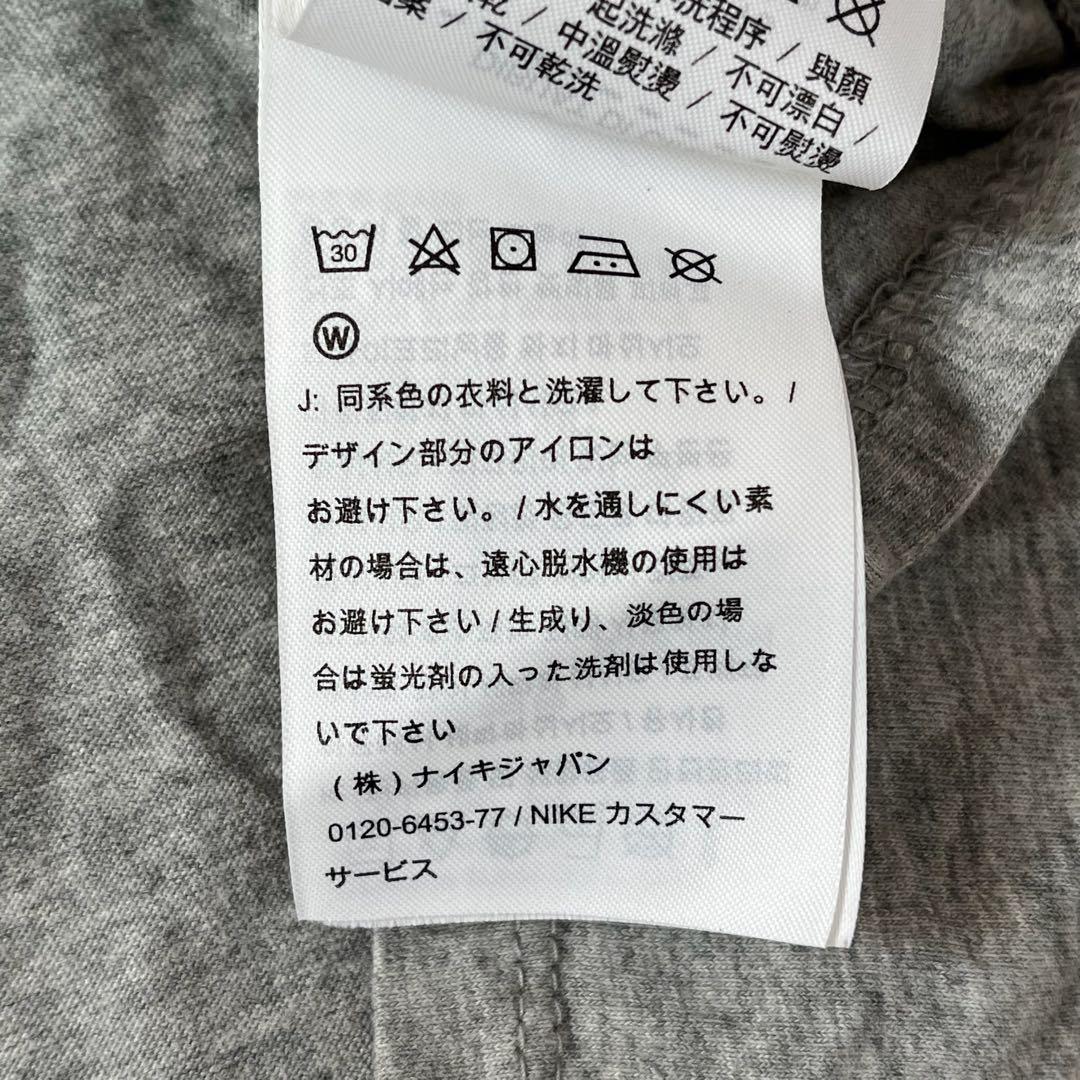 洗程序 / 與顏
起洗滌 / 不可漂白 /
中溫熨燙 / 不可熨燙
不可乾洗
30
W
J: 同系色の衣料と洗濯して下さい。 /
デザイン部分のアイロンは
お避け下さい。 / 水を通しにくい素
材の場合は、遠心脱水機の使用は
お避け下さい / 生成り、淡色の場
合は蛍光剤の入った洗剤は使用しな
いで下さい
(株) ナイキジャパン
0120-6453-77 / NIKE カスタマー
サービス